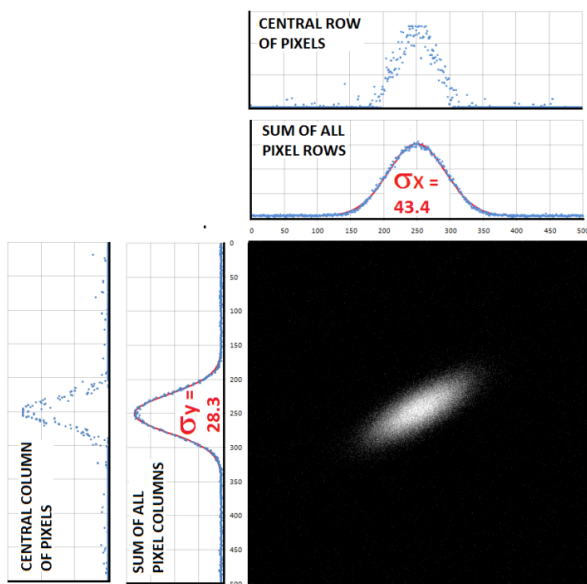 CENTRAL ROW
OF PIXELS
SUM OF ALL
PIXEL ROWS
σx =
43.4
0 50 100 150 200 250 300 350 400 450 500
0
50
100
150
200
250
300
350
400
450
500
CENTRAL COLUMN
OF PIXELS
SUM OF ALL
PIXEL COLUMNS
σy =
28.3